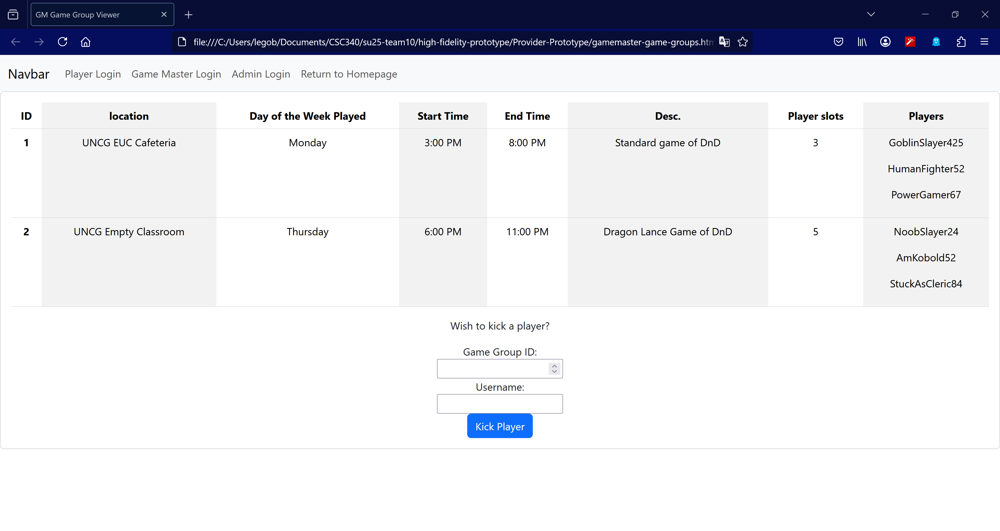 GM Game Group Viewer
file:///C:/Users/legob/Documents/CSC340/su25-team10/high-fidelity-prototype/Provider-Prototype/gamemaster-game-groups.htm
Navbar Player Login Game Master Login Admin Login Return to Homepage
ID location Day of the Week Played Start Time End Time Desc. Player slots Players
1 UNCG EUC Cafeteria Monday 3:00 PM 8:00 PM Standard game of DnD 3 GoblinSlayer425
HumanFighter52
PowerGamer67
2 UNCG Empty Classroom Thursday 6:00 PM 11:00 PM Dragon Lance Game of DnD 5 NoobSlayer24
AmKobold52
StuckAsCleric84
Wish to kick a player?
Game Group ID:
Username:
Kick Player